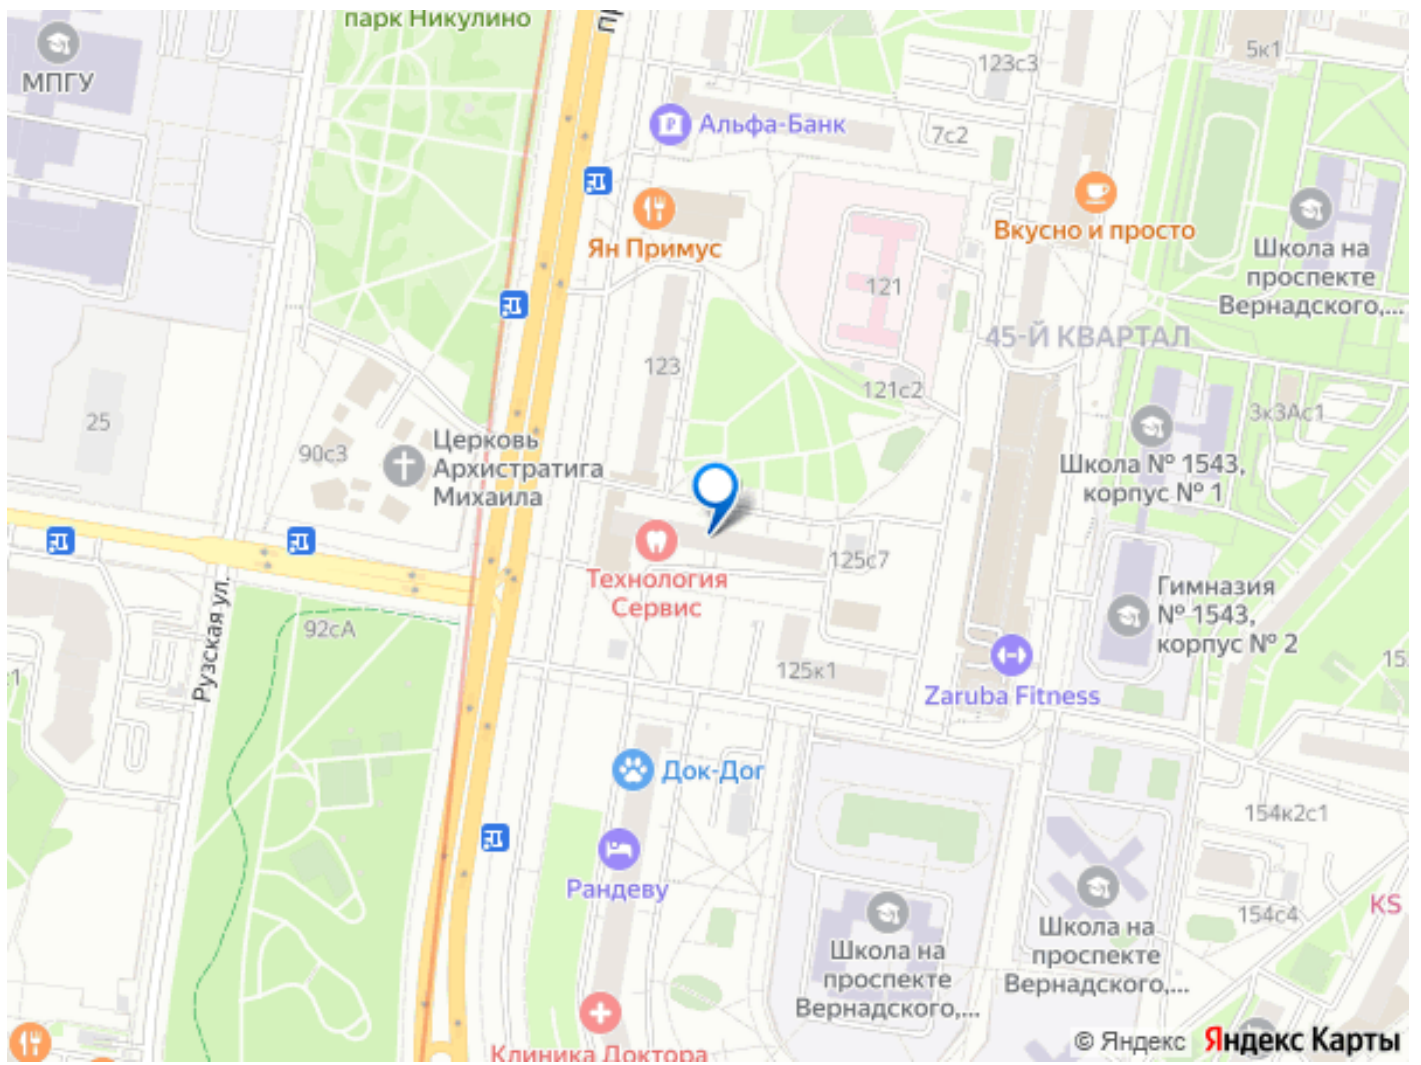 парк Никулино
МПГУ
5к1
123с3
Альфа-Банк
7с2
Ян Примус
Вкусно и просто
Школа на
проспекте
Вернадского,...
121
45-Й КВАРТАЛ
123
121с2
25
3к3Ас1
90с3
Церковь
Архистратига
Михаила
Школа № 1543,
корпус № 1
125с7
Технология
Сервис
Гимназия
№ 1543,
корпус № 2
Рузская ул.
92сА
125к1
Zaruba Fitness
Док-Дог
154к2с1
Рандеву
154с4
KS
Школа на
проспекте
Вернадского,...
Школа на
проспекте
Вернадского,...
Клиника Доктора
© Яндекс Яндекс Карты